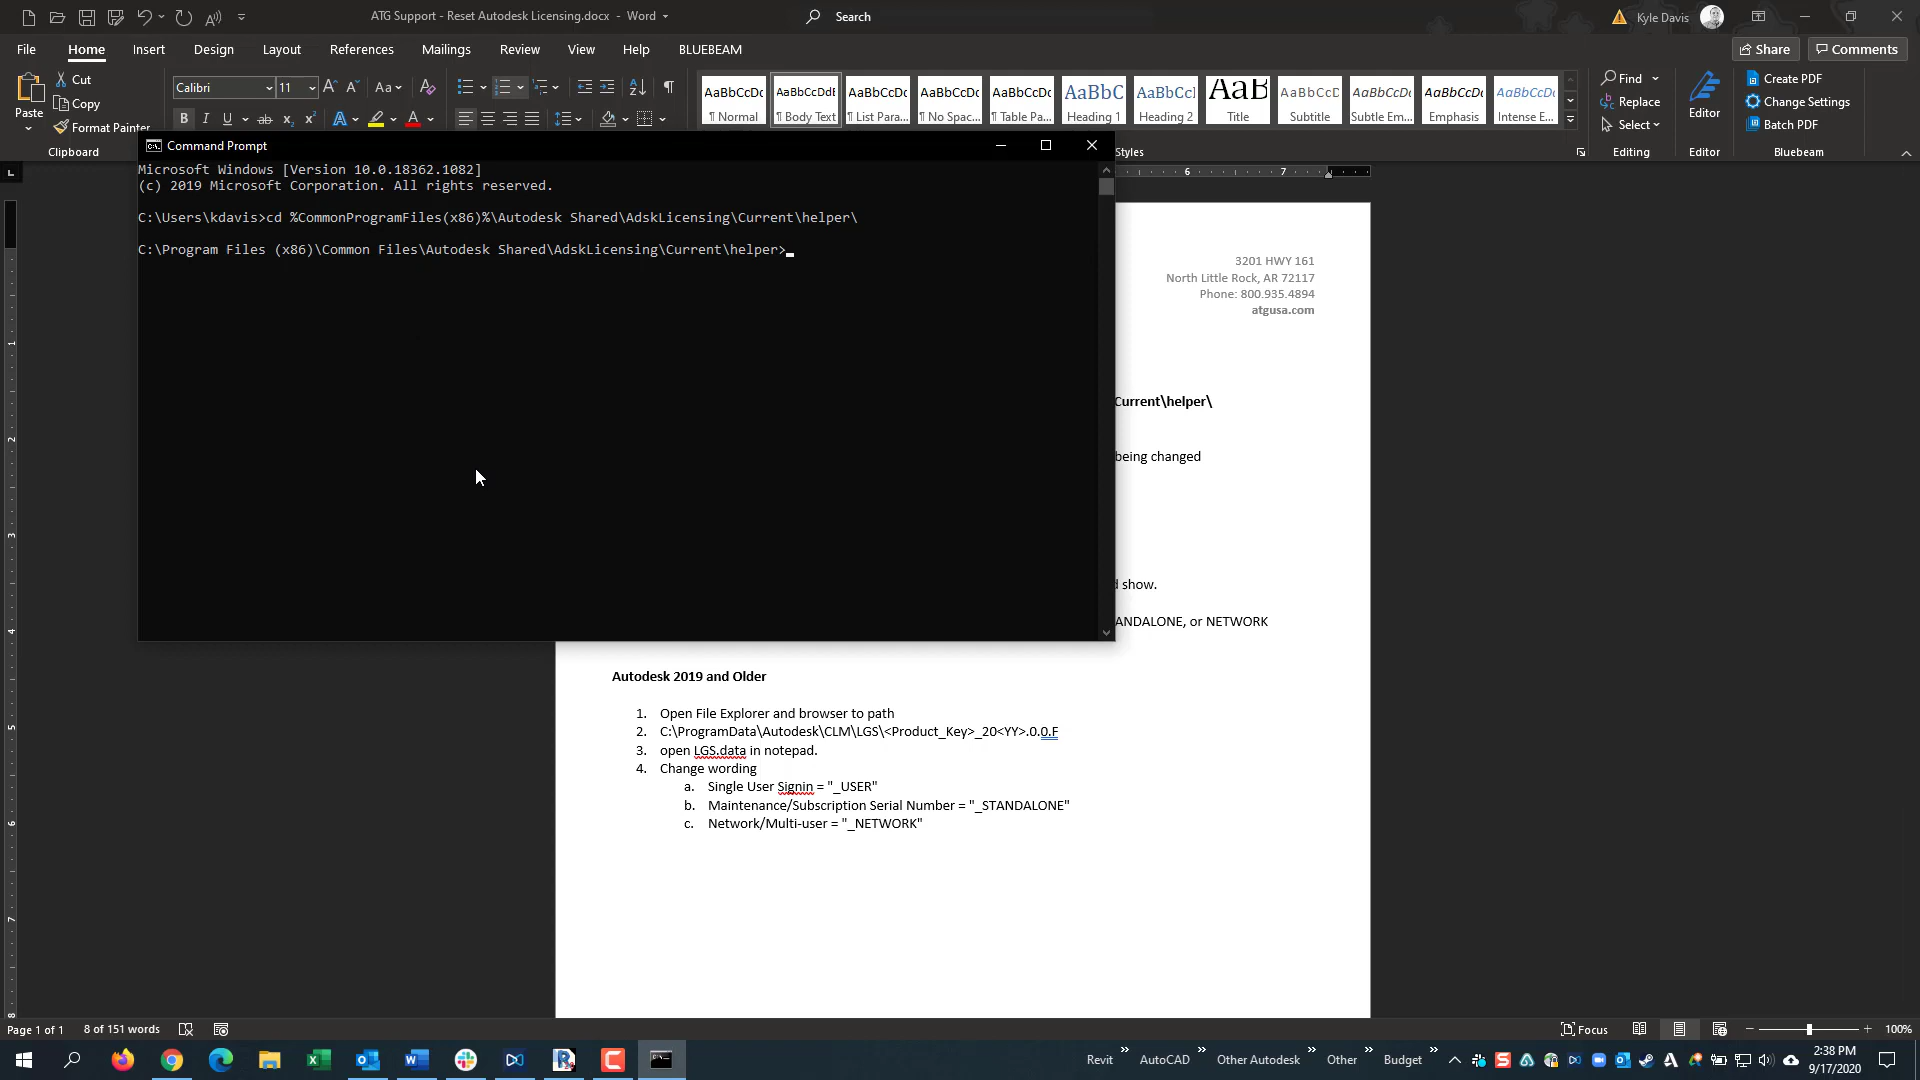 ATG Support - Reset Autodesk Licensing.docx - Word
Search
Kyle Davis
File Home Insert Design Layout References Mailings Review View Help BLUEBEAM
Share
Comments
Paste
Cut
Copy
Format Painter
Clipboard
Calibri
11
AaBbCcDc
¶ Normal
AaBbCcDdE
¶ Body Text
AaBbCcDc
¶ List Para...
AaBbCcDc
¶ No Spac...
AaBbCcDc
¶ Table Pa...
AaBbC
Heading 1
AaBbCcI
Heading 2
AaB
Title
AaBbCcD
Subtitle
AaBbCcDc
Subtle Em...
AaBbCcDc
Emphasis
AaBbCcDc
Intense E...
Styles
Find
Replace
Select
Editing
Editor
Editor
Create PDF
Change Settings
Batch PDF
Bluebeam
Command Prompt
Microsoft Windows [Version 10.0.18362.1082]
(c) 2019 Microsoft Corporation. All rights reserved.
C:\Users\kdavis>cd %CommonProgramFiles(x86)%\Autodesk Shared\AdskLicensing\Current\helper\
C:\Program Files (x86)\Common Files\Autodesk Shared\AdskLicensing\Current\helper>
6 7
3201 HWY 161
North Little Rock, AR 72117
Phone: 800.935.4894
atgusa.com
Current\helper\
being changed
d show.
ANDALONE, or NETWORK
Autodesk 2019 and Older
1. Open File Explorer and browser to path
2. C:\ProgramData\Autodesk\CLM\LGS\<Product_Key>_20<YY>.0.0.F
3. open LGS.data in notepad.
4. Change wording
a. Single User Signin = "_USER"
b. Maintenance/Subscription Serial Number = "_STANDALONE"
c. Network/Multi-user = "_NETWORK"
Page 1 of 1 8 of 151 words
Focus
100%
Revit
AutoCAD
Other Autodesk
Other
Budget
2:38 PM
9/17/2020